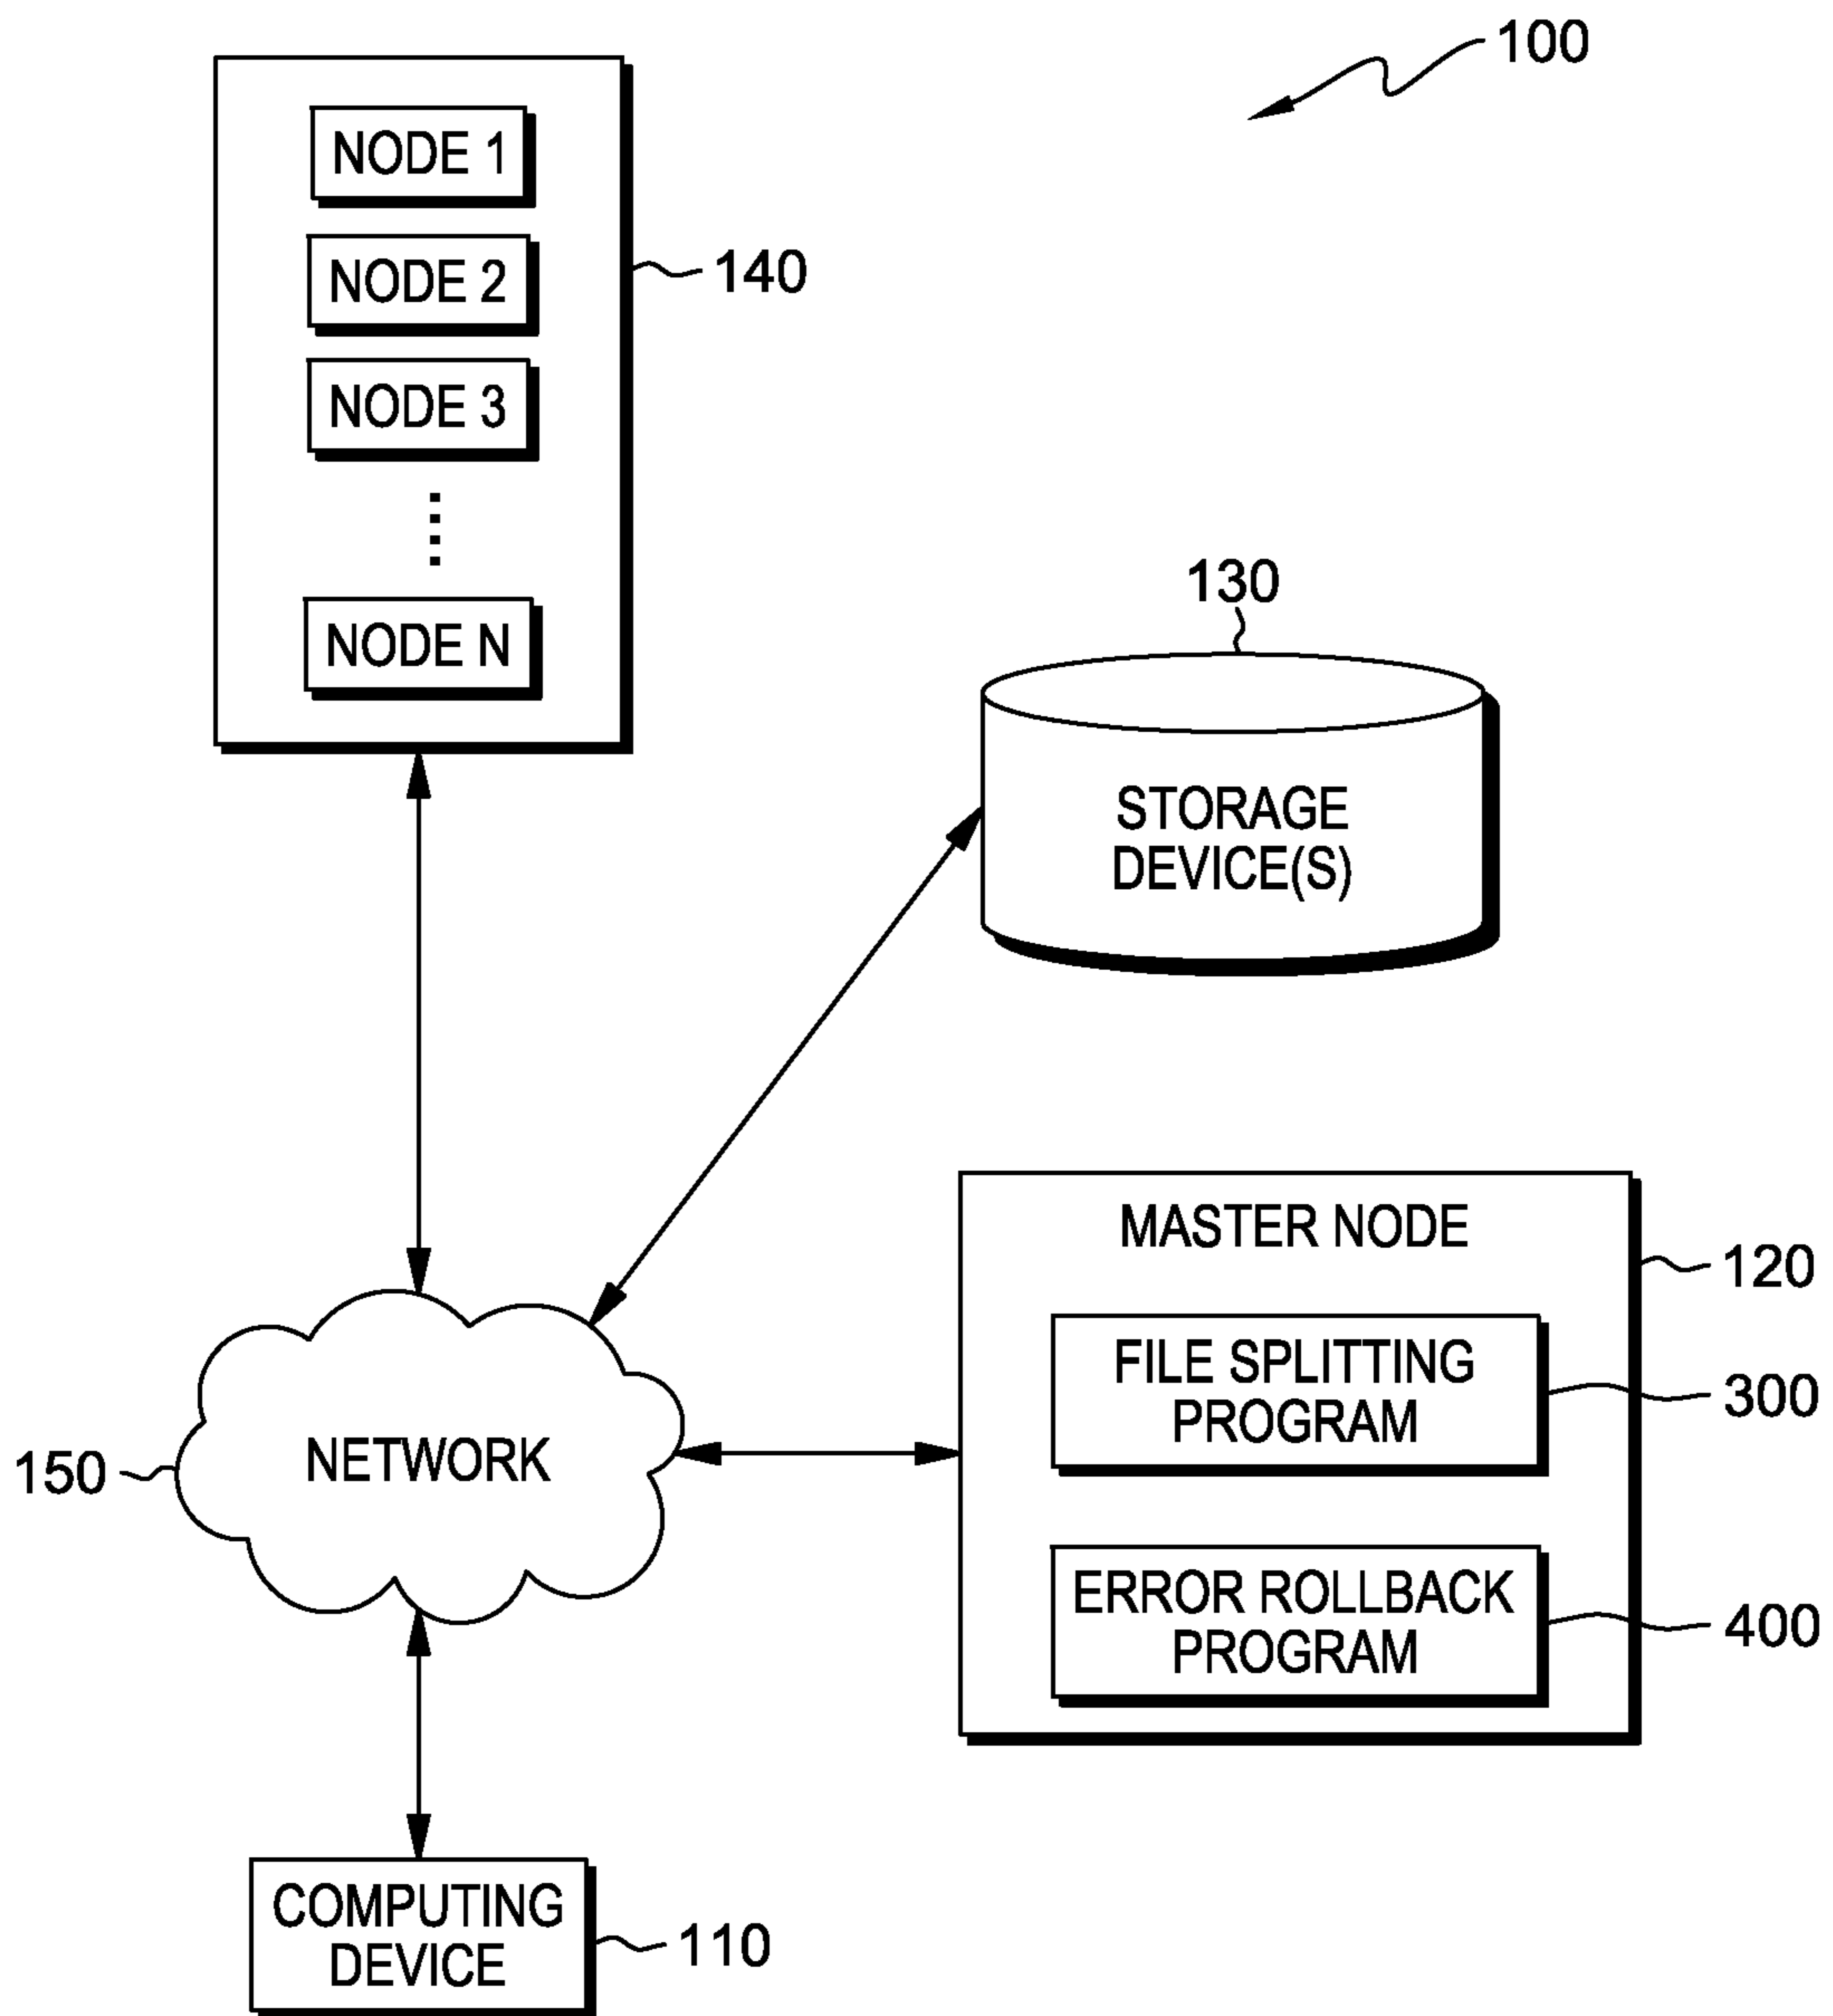 100
NODE 1
NODE 2
NODE 3
NODE N
140
130
STORAGE
DEVICE(S)
MASTER NODE
120
FILE SPLITTING
PROGRAM
300
ERROR ROLLBACK
PROGRAM
400
NETWORK
150
COMPUTING
DEVICE
110